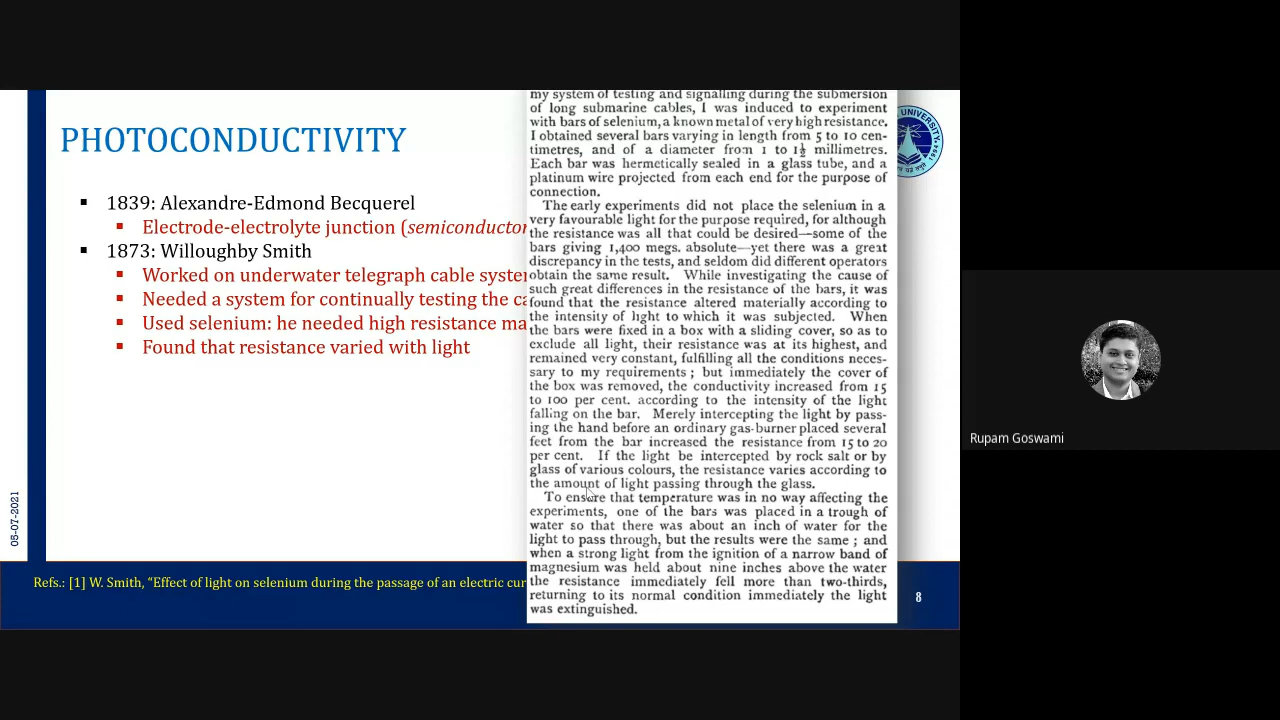 PHOTOCONDUCTIVITY
1839: Alexandre-Edmond Becquerel
Electrode-electrolyte junction (semiconductor
1873: Willoughby Smith
Worked on underwater telegraph cable
Needed a system for continually testing the
Used selenium: he needed high resistance
Found that resistance varied with light
08-07-2021
Refs.: [1] W. Smith, “Effect of light on selenium during the passage of an electric
my system of testing and signalling during the submersion
of long submarine cables, I was induced to experiment
with bars of selenium, a known metal of very high resistance.
I obtained several bars varying in length from 5 to 10 cen-
timetres, and of a diameter from 1 to 1½ millimetres.
Each bar was hermetically sealed in a glass tube, and a
platinum wire projected from each end for the purpose of
connection.
The early experiments did not place the selenium in a
very favourable light for the purpose required, for although
the resistance was all that could be desired—some of the
bars giving 1,400 megs. absolute—yet there was a great
discrepancy in the tests, and seldom did different operators
obtain the same result. While investigating the cause of
such great differences in the resistance of the bars, it was
found that the resistance altered materially according to
the intensity of light to which it was subjected. When
the bars were fixed in a box with a sliding cover, so as to
exclude all light, their resistance was at its highest, and
remained very constant, fulfilling all the conditions neces-
sary to my requirements ; but immediately the cover of
the box was removed, the conductivity increased from 15
to 100 per cent. according to the intensity of the light
falling on the bar. Merely intercepting the light by pass-
ing the hand before an ordinary gas-burner placed several
feet from the bar increased the resistance from 15 to 20
per cent. If the light be intercepted by rock salt or by
glass of various colours, the resistance varies according to
the amount of light passing through the glass.
To ensure that temperature was in no way affecting the
experiments, one of the bars was placed in a trough of
water so that there was about an inch of water for the
light to pass through, but the results were the same ; and
when a strong light from the ignition of a narrow band of
magnesium was held about nine inches above the water
the resistance immediately fell more than two-thirds,
returning to its normal condition immediately the light
was extinguished.
UNIVERSITY
8
Rupam Goswami